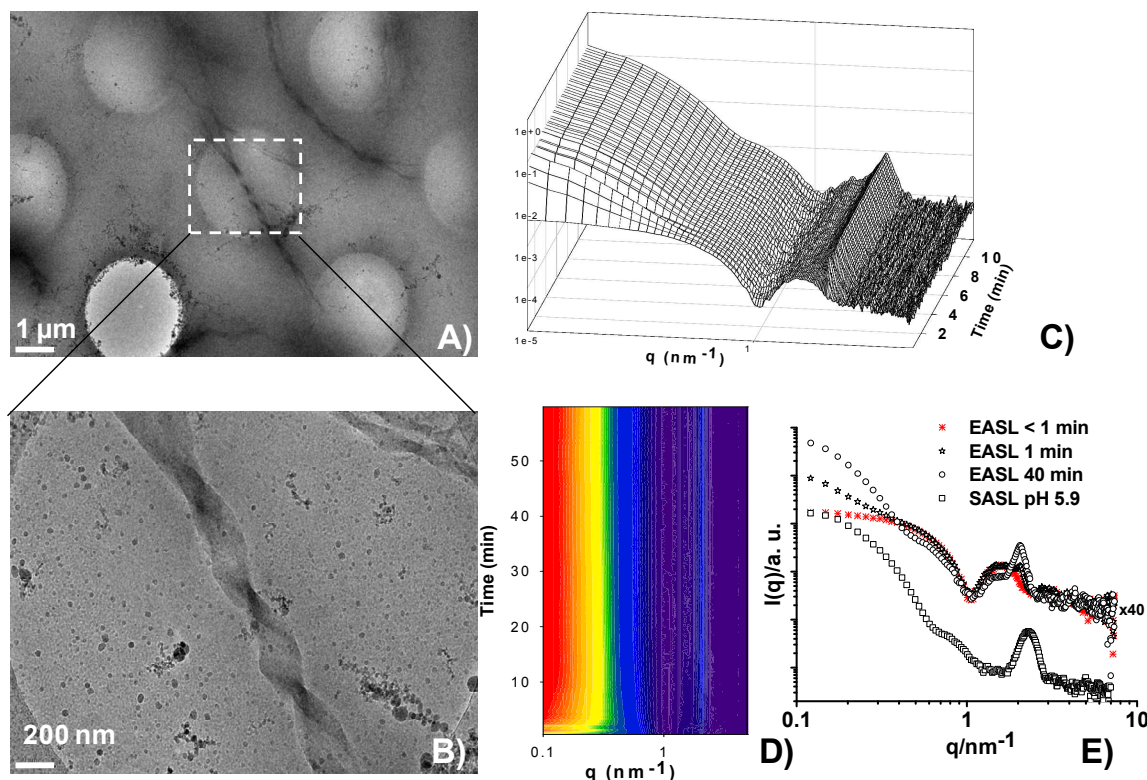 1 µm
A)
200 nm
B)
1e+0
1e-1
1e-2
1e-3
1e-4
1e-5
1
q (nm-1)
2
4
6
8
10
Time (min)
C)
50
40
30
20
10
Time (min)
0.1
1
q (nm-1)
D)
EASL < 1 min
EASL 1 min
EASL 40 min
SASL pH 5.9
I(q)/a. u.
x40
0.1
1
10
q/nm-1
E)